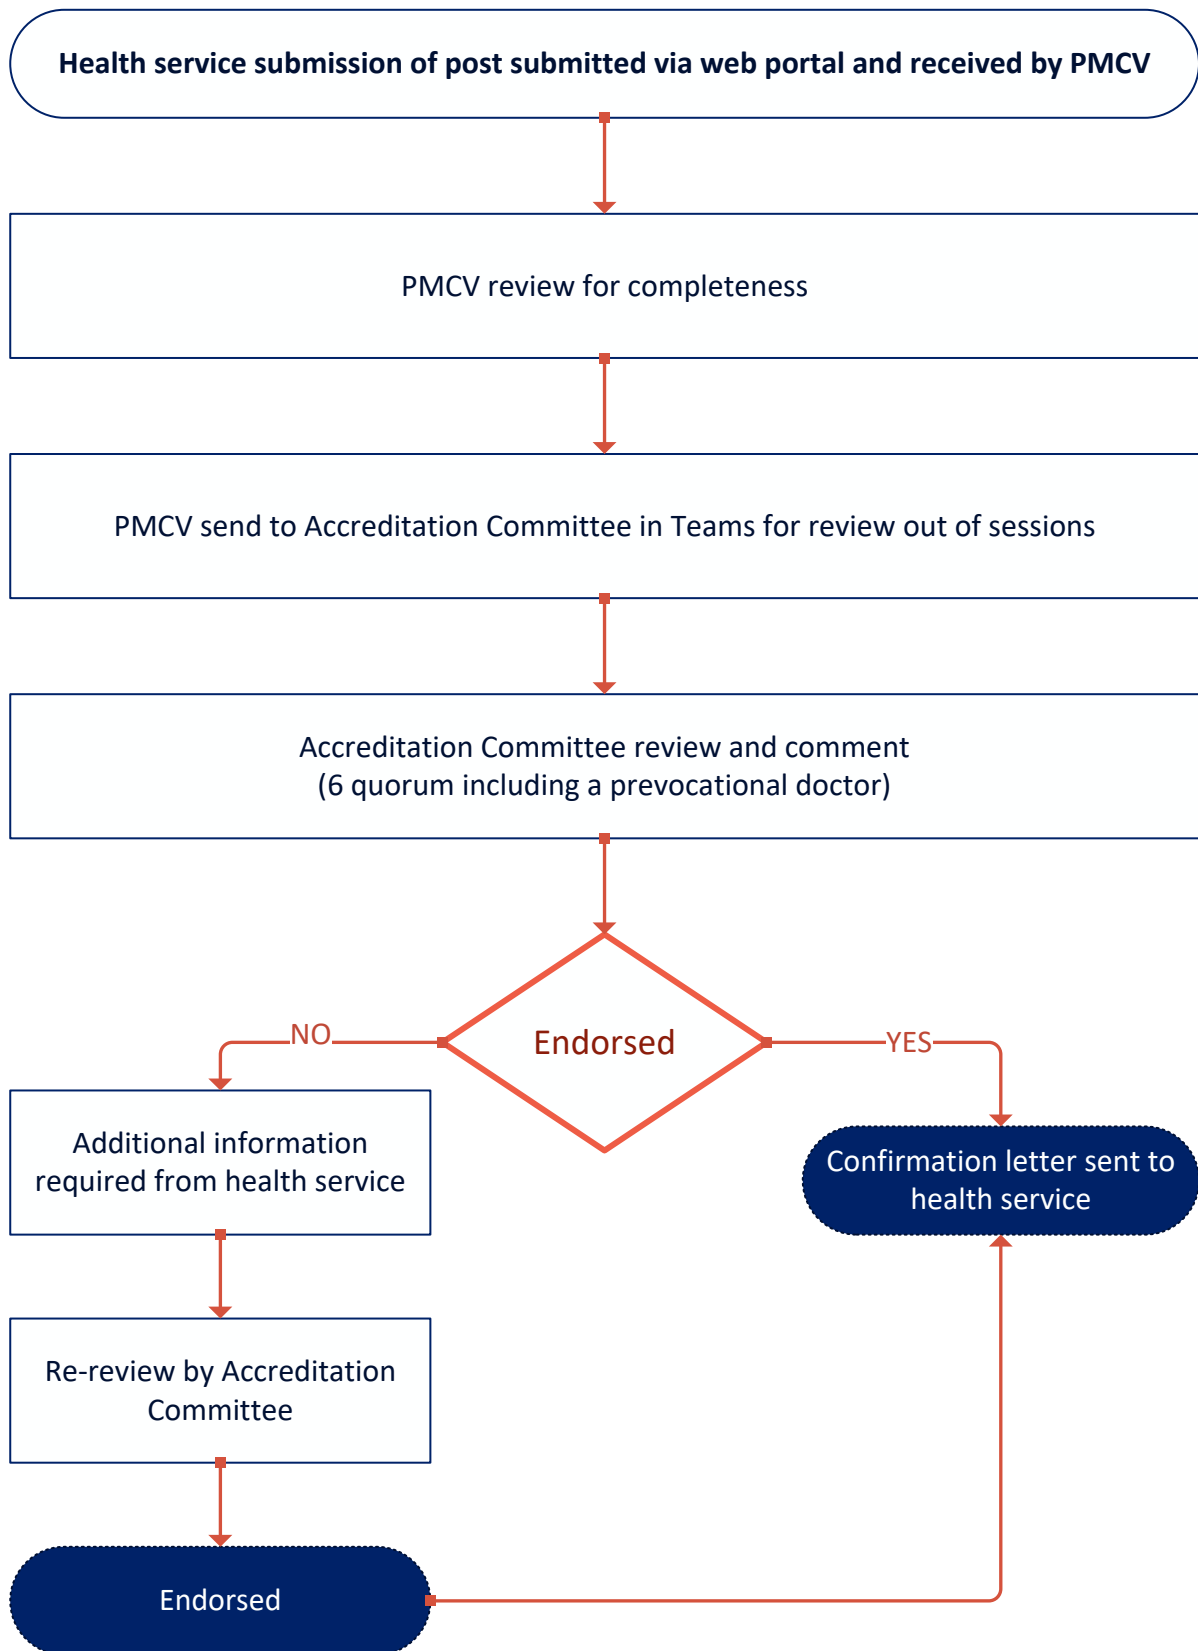 Health service submission of post submitted via web portal and received by PMCV
PMCV review for completeness
PMCV send to Accreditation Committee in Teams for review out of sessions
Accreditation Committee review and comment
(6 quorum including a prevocational doctor)
Endorsed
NO
YES
Additional information
required from health service
Confirmation letter sent to
health service
Re-review by Accreditation
Committee
Endorsed